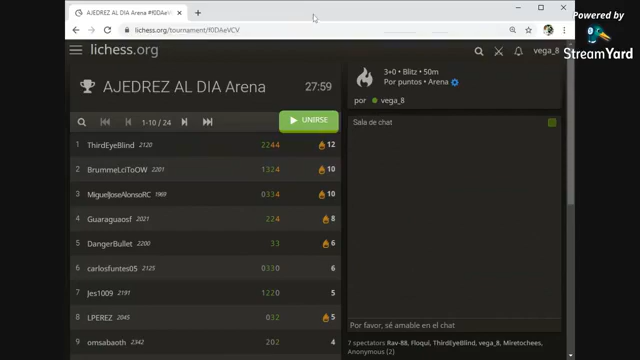 AJEDREZ AL DIA Arena #f0DAeVCV
Powered by
StreamYard
lichess.org/tournament/f0DAeVCV
lichess.org
vega_8
AJEDREZ AL DIA Arena
27:59
3+0 • Blitz • 50m
Por puntos • Arena
por vega_8
1-10 / 24
UNIRSE
Sala de chat
1 ThirdEyeBlind 2120 2244 12
2 BrummeLciToOW 2201 1324 10
3 MiguelJoseAlonsoRC 1969 0334 10
4 Guaraguaosf 2021 224 8
5 DangerBullet 2200 33 6
6 carlosfuntes05 2125 0330 6
7 Jes1009 2191 1220 5
8 LPEREZ 2045 032 5
9 omsabaoth 2342 202 4
Por favor, sé amable en el chat
7 spectators Rav-88, Floqui, ThirdEyeBlind, vega_8, Miretochees,
Anonymous (2)